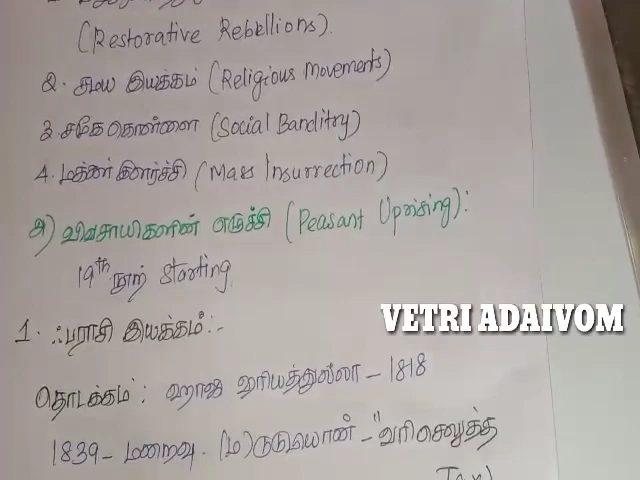 (Restorative Rebellions).
2. சமய இயக்கம் (Religious Movements)
3. சமூக கொள்ளை (Social Banditry)
4. மக்கள் கிளர்ச்சி (Mass Insurrection)
அ) விவசாயிகளின் எழுச்சி (Peasant Uprising):
19th நூற் Starting
VETRI ADAIVOM
1. ஃபராசி இயக்கம்:-
தொடக்கம்: ஹாஜி ஷரியத்துல்லா - 1818
1839 - மறைவு. (ம) டுடுமியான் - "வரிசெலுத்த
Tax)